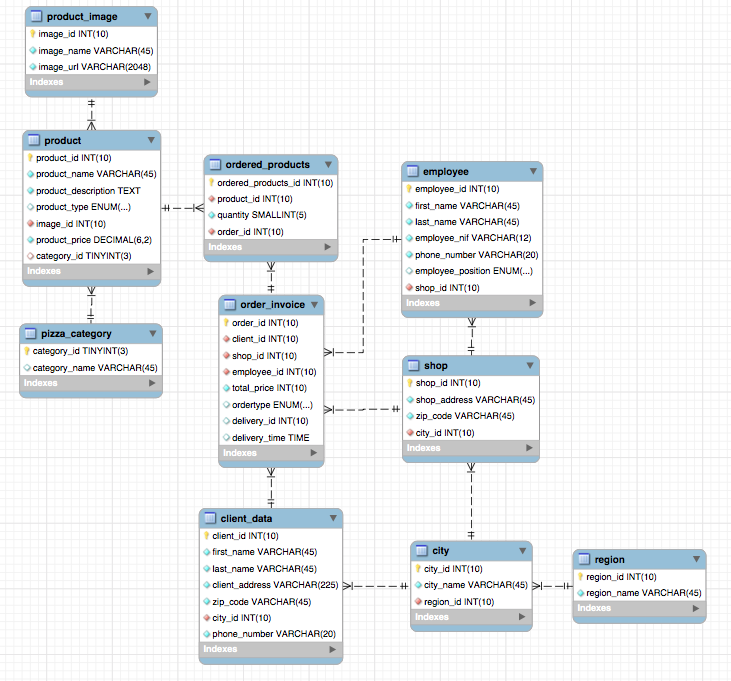 product_image
image_id INT(10)
image_name VARCHAR(45)
image_url VARCHAR(2048)
Indexes
product
product_id INT(10)
product_name VARCHAR(45)
product_description TEXT
product_type ENUM(...)
image_id INT(10)
product_price DECIMAL(6,2)
category_id TINYINT(3)
Indexes
pizza_category
category_id TINYINT(3)
category_name VARCHAR(45)
Indexes
ordered_products
ordered_products_id INT(10)
product_id INT(10)
quantity SMALLINT(5)
order_id INT(10)
Indexes
order_invoice
order_id INT(10)
client_id INT(10)
shop_id INT(10)
employee_id INT(10)
total_price INT(10)
ordertype ENUM(...)
delivery_id INT(10)
delivery_time TIME
Indexes
client_data
client_id INT(10)
first_name VARCHAR(45)
last_name VARCHAR(45)
client_address VARCHAR(225)
zip_code VARCHAR(45)
city_id INT(10)
phone_number VARCHAR(20)
Indexes
employee
employee_id INT(10)
first_name VARCHAR(45)
last_name VARCHAR(45)
employee_nif VARCHAR(12)
phone_number VARCHAR(20)
employee_position ENUM(...)
shop_id INT(10)
Indexes
shop
shop_id INT(10)
shop_address VARCHAR(45)
zip_code VARCHAR(45)
city_id INT(10)
Indexes
city
city_id INT(10)
city_name VARCHAR(45)
region_id INT(10)
Indexes
region
region_id INT(10)
region_name VARCHAR(45)
Indexes